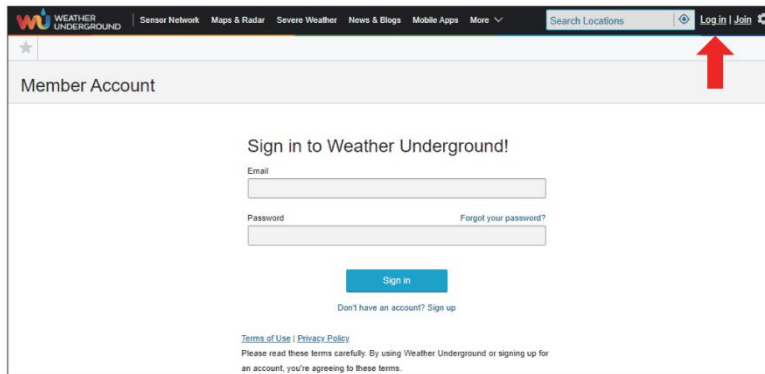 WEATHER UNDERGROUND Sensor Network Maps & Radar Severe Weather News & Blogs Mobile Apps More Search Locations Log in | Join
Member Account
Sign in to Weather Underground!
Email
Password Forgot your password?
Sign in
Don't have an account? Sign up
Terms of Use | Privacy Policy
Please read these terms carefully. By using Weather Underground or signing up for
an account, you're agreeing to these terms.